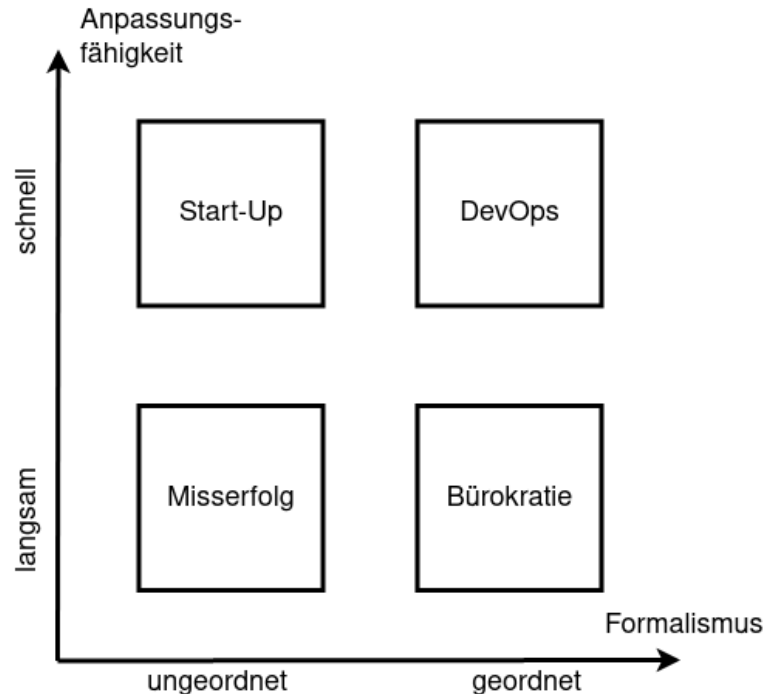 Anpassungs-
fähigkeit
schnell
Start-Up
DevOps
langsam
Misserfolg
Bürokratie
Formalismus
ungeordnet
geordnet